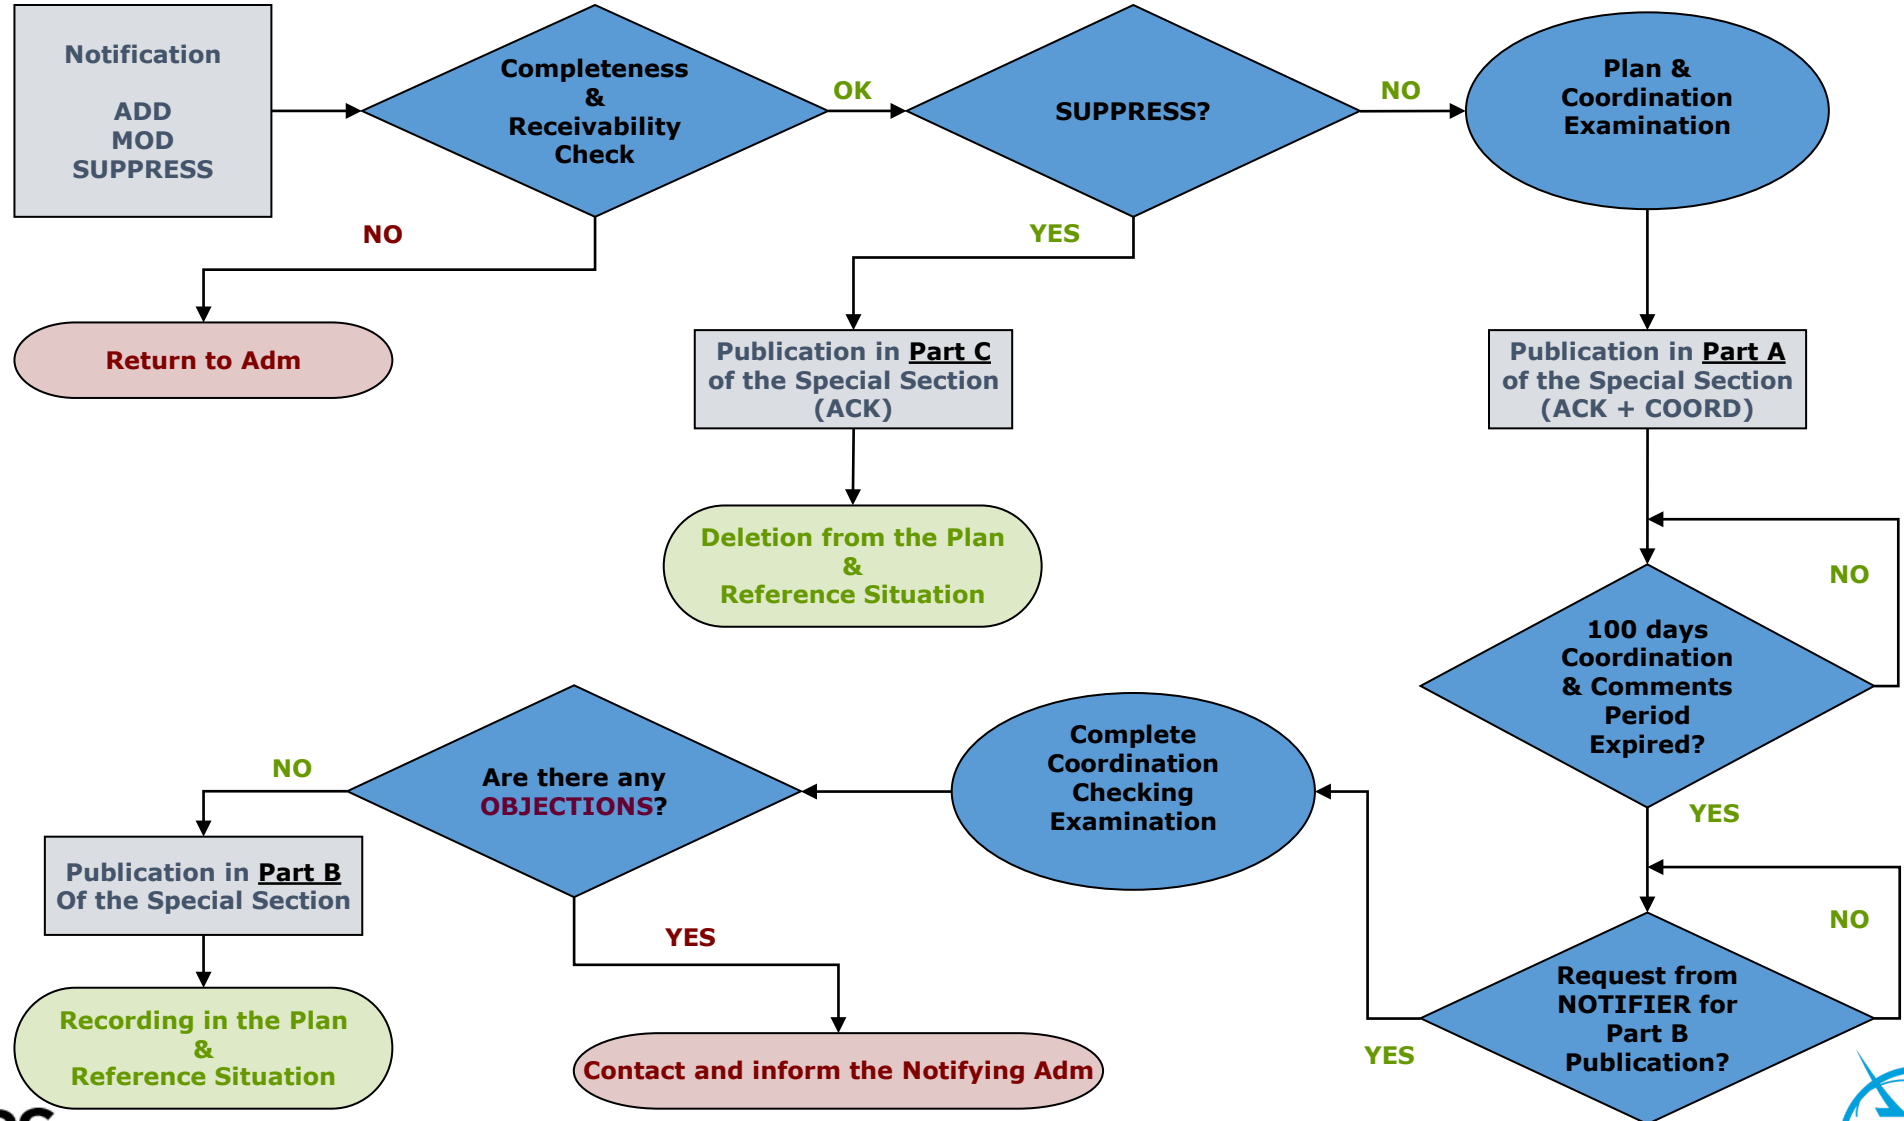 Notification
ADD
MOD
SUPPRESS
Completeness
&
Receivability
Check
OK
SUPPRESS?
NO
Plan &
Coordination
Examination
NO
YES
Return to Adm
Publication in Part C
of the Special Section
(ACK)
Publication in Part A
of the Special Section
(ACK + COORD)
Deletion from the Plan
&
Reference Situation
NO
100 days
Coordination
& Comments
Period
Expired?
YES
NO
Are there any
OBJECTIONS?
Complete
Coordination
Checking
Examination
Publication in Part B
Of the Special Section
YES
NO
Request from
NOTIFIER for
Part B
Publication?
YES
Recording in the Plan
&
Reference Situation
Contact and inform the Notifying Adm